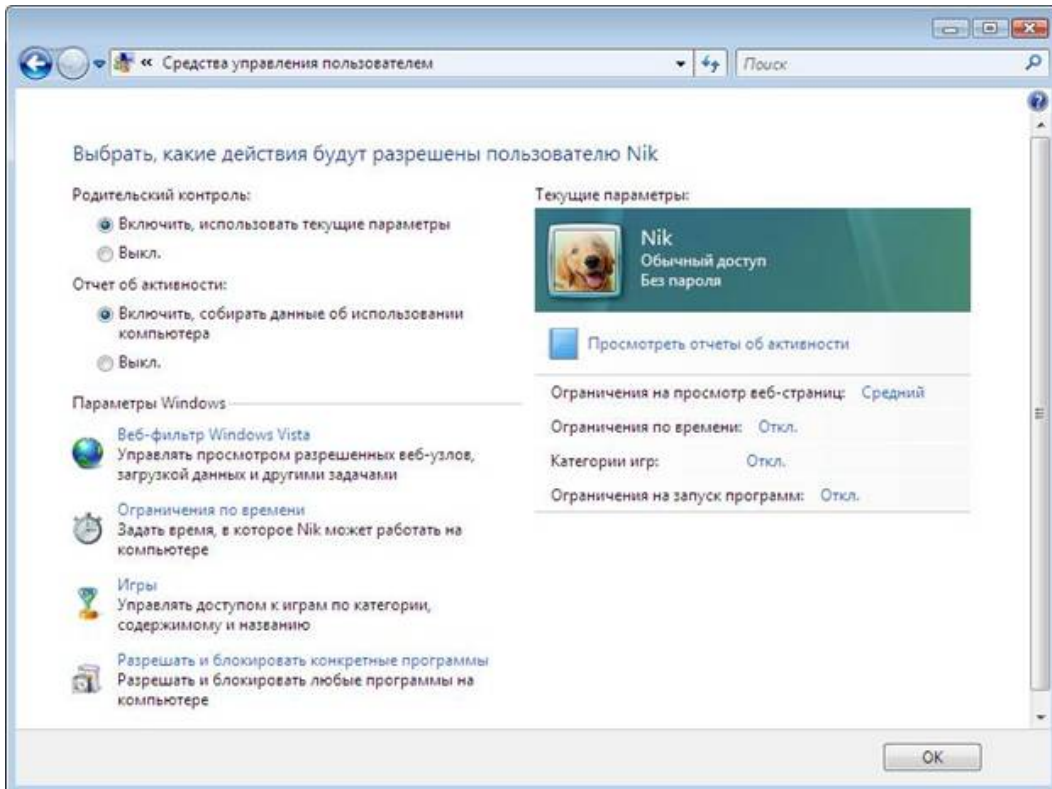 « Средства управления пользователем
Поиск
Выбрать, какие действия будут разрешены пользователю Nik
Родительский контроль:
Включить, использовать текущие параметры
Выкл.
Отчет об активности:
Включить, собирать данные об использовании
компьютера
Выкл.
Параметры Windows
Веб-фильтр Windows Vista
Управлять просмотром разрешенных веб-узлов,
загрузкой данных и другими задачами
Ограничения по времени
Задать время, в которое Nik может работать на
компьютере
Игры
Управлять доступом к играм по категории,
содержимому и названию
Разрешать и блокировать конкретные программы
Разрешать и блокировать любые программы на
компьютере
Текущие параметры:
Nik
Обычный доступ
Без пароля
Просмотреть отчеты об активности
Ограничения на просмотр веб-страниц: Средний
Ограничения по времени: Откл.
Категории игр: Откл.
Ограничения на запуск программ: Откл.
OK